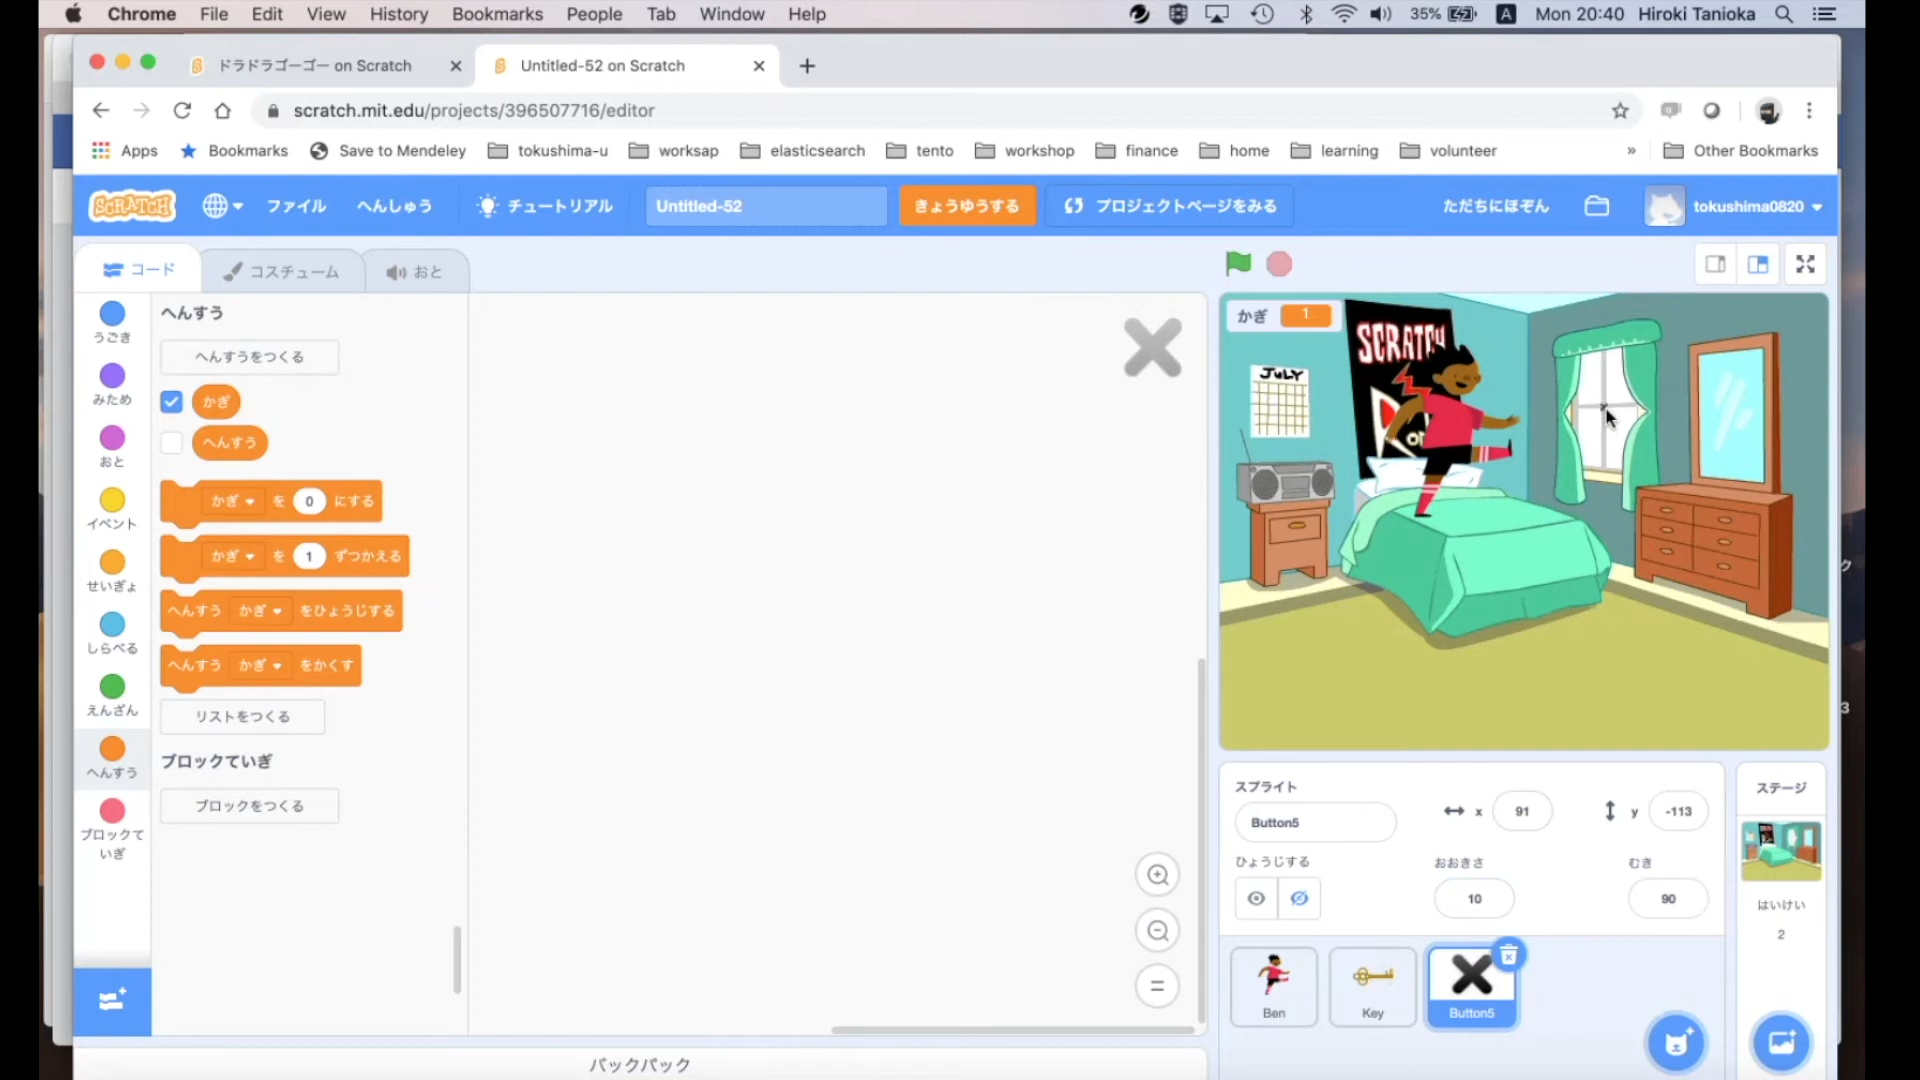 Chrome File Edit View History Bookmarks People Tab Window Help 35% A Mon 20:40 Hiroki Tanioka
ドラドラゴーゴー on Scratch Untitled-52 on Scratch
scratch.mit.edu/projects/396507716/editor
Apps Bookmarks Save to Mendeley tokushima-u worksap elasticsearch tento workshop finance home learning volunteer » Other Bookmarks
SCRATCH ファイル へんしゅう チュートリアル Untitled-52 きょうゆうする プロジェクトページをみる ただちにほぞん tokushima0820
コード コスチューム おと
うごき
みため
おと
イベント
せいぎょ
しらべる
えんざん
へんすう
ブロックて
いぎ
へんすう
へんすうをつくる
かぎ
へんすう
かぎ を 0 にする
かぎ を 1 ずつかえる
へんすう かぎ をひょうじする
へんすう かぎ をかくす
リストをつくる
ブロックていぎ
ブロックをつくる
かぎ 1
SCRATCH
JULY
ON
スプライト
Button5 x 91 y -113
ひょうじする おおきさ むき
10 90
Ben Key Button5
ステージ
はいけい
2
バックパック